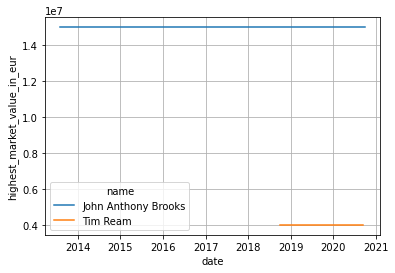 1e7
highest_market_value_in_eur
1.4
1.2
1.0
0.8
0.6
0.4
name
John Anthony Brooks
Tim Ream
2014 2015 2016 2017 2018 2019 2020 2021
date